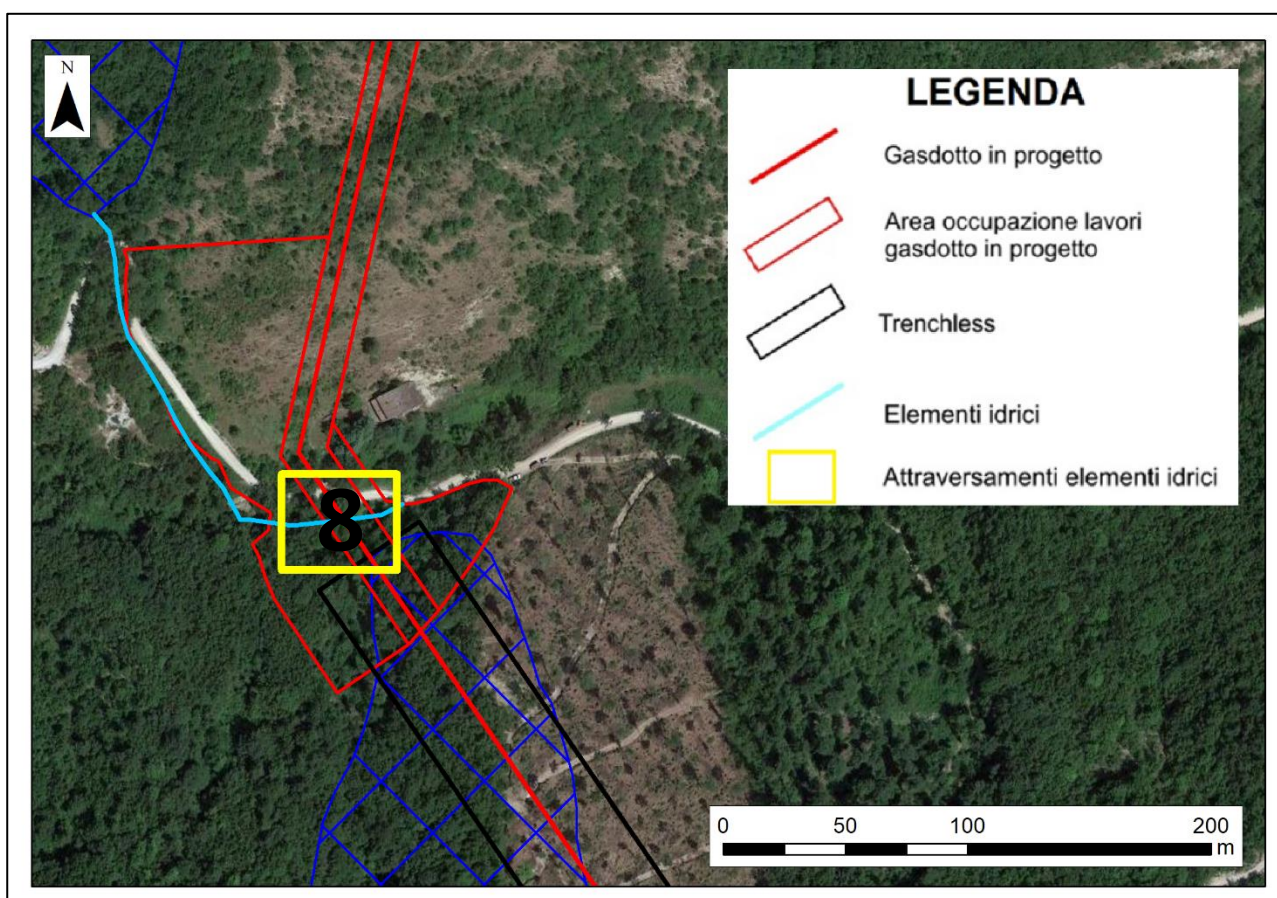 N
LEGENDA
Gasdotto in progetto
Area occupazione lavori
gasdotto in progetto
Trenchless
Elementi idrici
Attraversamenti elementi idrici
8
0 50 100 200
m